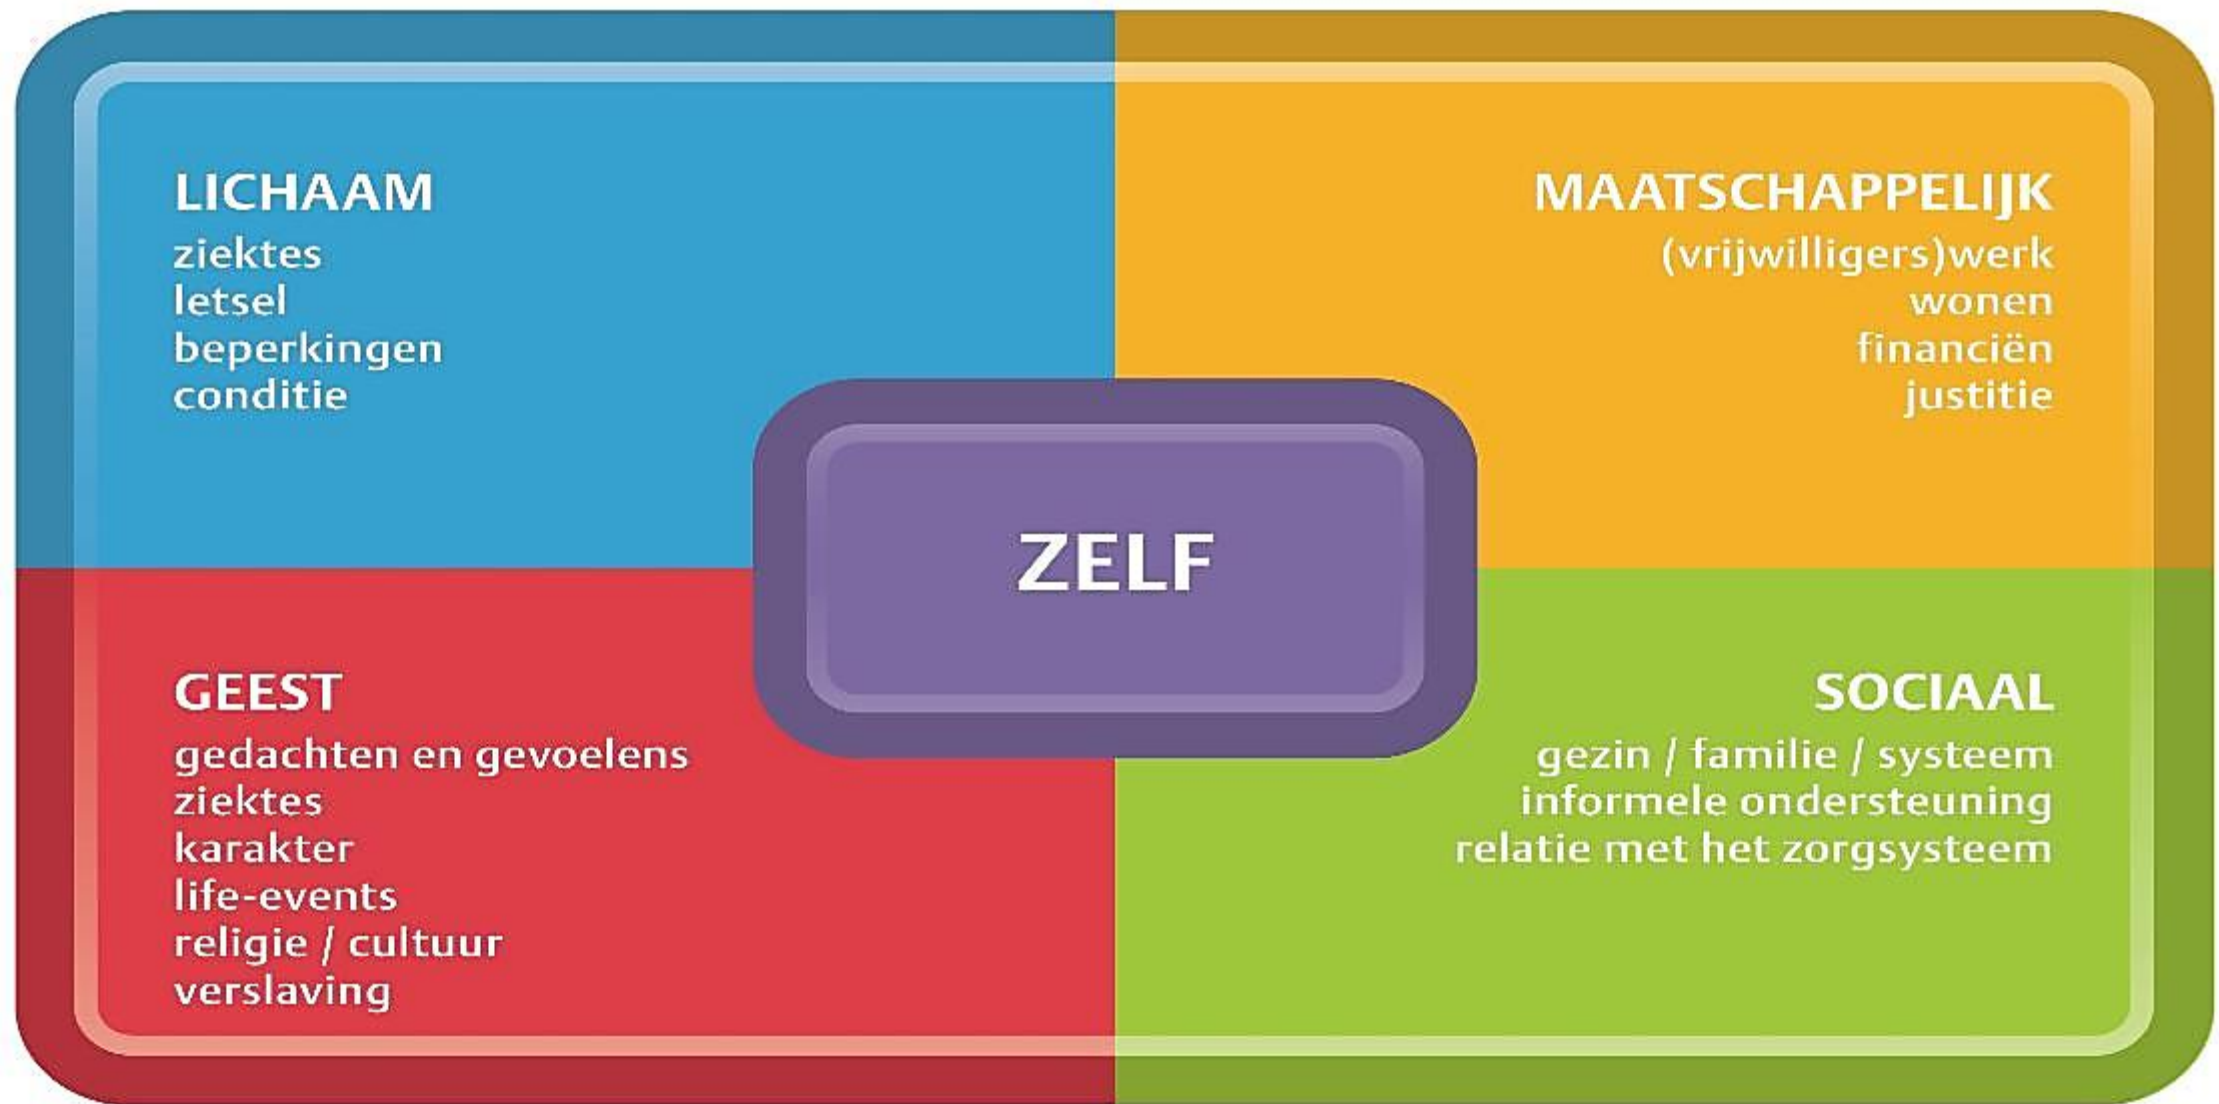 LICHAAM
ziektes
letsel
beperkingen
conditie
MAATSCHAPPELIJK
(vrijwilligers)werk
wonen
financiën
justitie
ZELF
GEEST
gedachten en gevoelens
ziektes
karakter
life-events
religie / cultuur
verslaving
SOCIAAL
gezin / familie / systeem
informele ondersteuning
relatie met het zorgsysteem